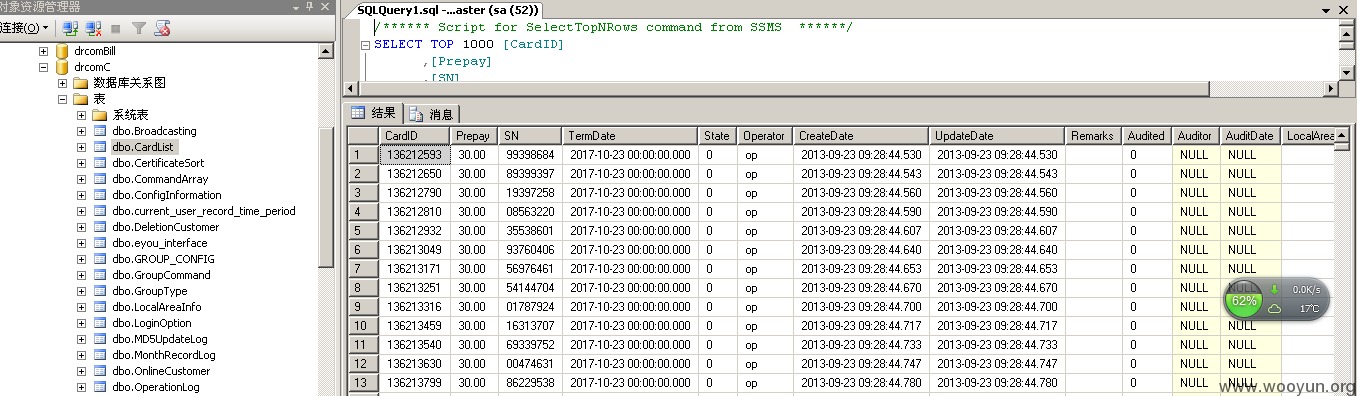 对象资源管理器
连接(O)
drcomBill
drcomC
数据库关系图
表
系统表
dbo.Broadcasting
dbo.CardList
dbo.CertificateSort
dbo.CommandArray
dbo.ConfigInformation
dbo.current_user_record_time_period
dbo.DeletionCustomer
dbo.eyou_interface
dbo.GROUP_CONFIG
dbo.GroupCommand
dbo.GroupType
dbo.LocalAreaInfo
dbo.LoginOption
dbo.MD5UpdateLog
dbo.MonthRecordLog
dbo.OnlineCustomer
dbo.OperationLog
SQLQuery1.sql -...aster (sa (52))
/****** Script for SelectTopNRows command from SSMS ******/
SELECT TOP 1000 [CardID]
,[Prepay]
,[SN]
结果 消息
CardID Prepay SN TermDate State Operator CreateDate UpdateDate Remarks Audited Auditor AuditDate LocalArea
1 136212593 30.00 99398684 2017-10-23 00:00:00.000 0 op 2013-09-23 09:28:44.530 2013-09-23 09:28:44.530 0 NULL NULL
2 136212650 30.00 89399397 2017-10-23 00:00:00.000 0 op 2013-09-23 09:28:44.543 2013-09-23 09:28:44.543 0 NULL NULL
3 136212790 30.00 19397258 2017-10-23 00:00:00.000 0 op 2013-09-23 09:28:44.560 2013-09-23 09:28:44.560 0 NULL NULL
4 136212810 30.00 08563220 2017-10-23 00:00:00.000 0 op 2013-09-23 09:28:44.590 2013-09-23 09:28:44.590 0 NULL NULL
5 136212932 30.00 35538601 2017-10-23 00:00:00.000 0 op 2013-09-23 09:28:44.607 2013-09-23 09:28:44.607 0 NULL NULL
6 136213049 30.00 93760406 2017-10-23 00:00:00.000 0 op 2013-09-23 09:28:44.640 2013-09-23 09:28:44.640 0 NULL NULL
7 136213171 30.00 56976461 2017-10-23 00:00:00.000 0 op 2013-09-23 09:28:44.653 2013-09-23 09:28:44.653 0 NULL NULL
8 136213251 30.00 54144704 2017-10-23 00:00:00.000 0 op 2013-09-23 09:28:44.670 2013-09-23 09:28:44.670 0 NULL NULL
9 136213316 30.00 01787924 2017-10-23 00:00:00.000 0 op 2013-09-23 09:28:44.700 2013-09-23 09:28:44.700 0 NULL NULL
10 136213459 30.00 16313707 2017-10-23 00:00:00.000 0 op 2013-09-23 09:28:44.717 2013-09-23 09:28:44.717 0 NULL NULL
11 136213540 30.00 69339752 2017-10-23 00:00:00.000 0 op 2013-09-23 09:28:44.733 2013-09-23 09:28:44.733 0 NULL NULL
12 136213630 30.00 00474631 2017-10-23 00:00:00.000 0 op 2013-09-23 09:28:44.747 2013-09-23 09:28:44.747 0 NULL NULL
13 136213799 30.00 86229538 2017-10-23 00:00:00.000 0 op 2013-09-23 09:28:44.780 2013-09-23 09:28:44.780 0 NULL NULL
62% 0.0K/s
17℃
www.wooyun.org